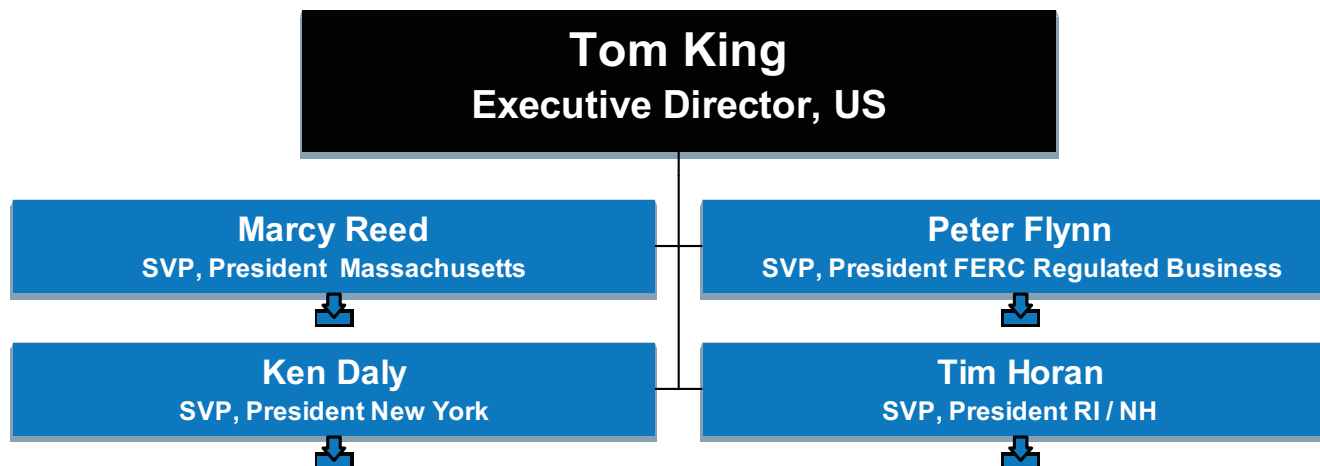 Tom King
Executive Director, US
Marcy Reed
SVP, President  Massachusetts
Peter Flynn
SVP, President FERC Regulated Business
Ken Daly
SVP, President New York
Tim Horan
SVP, President RI / NH